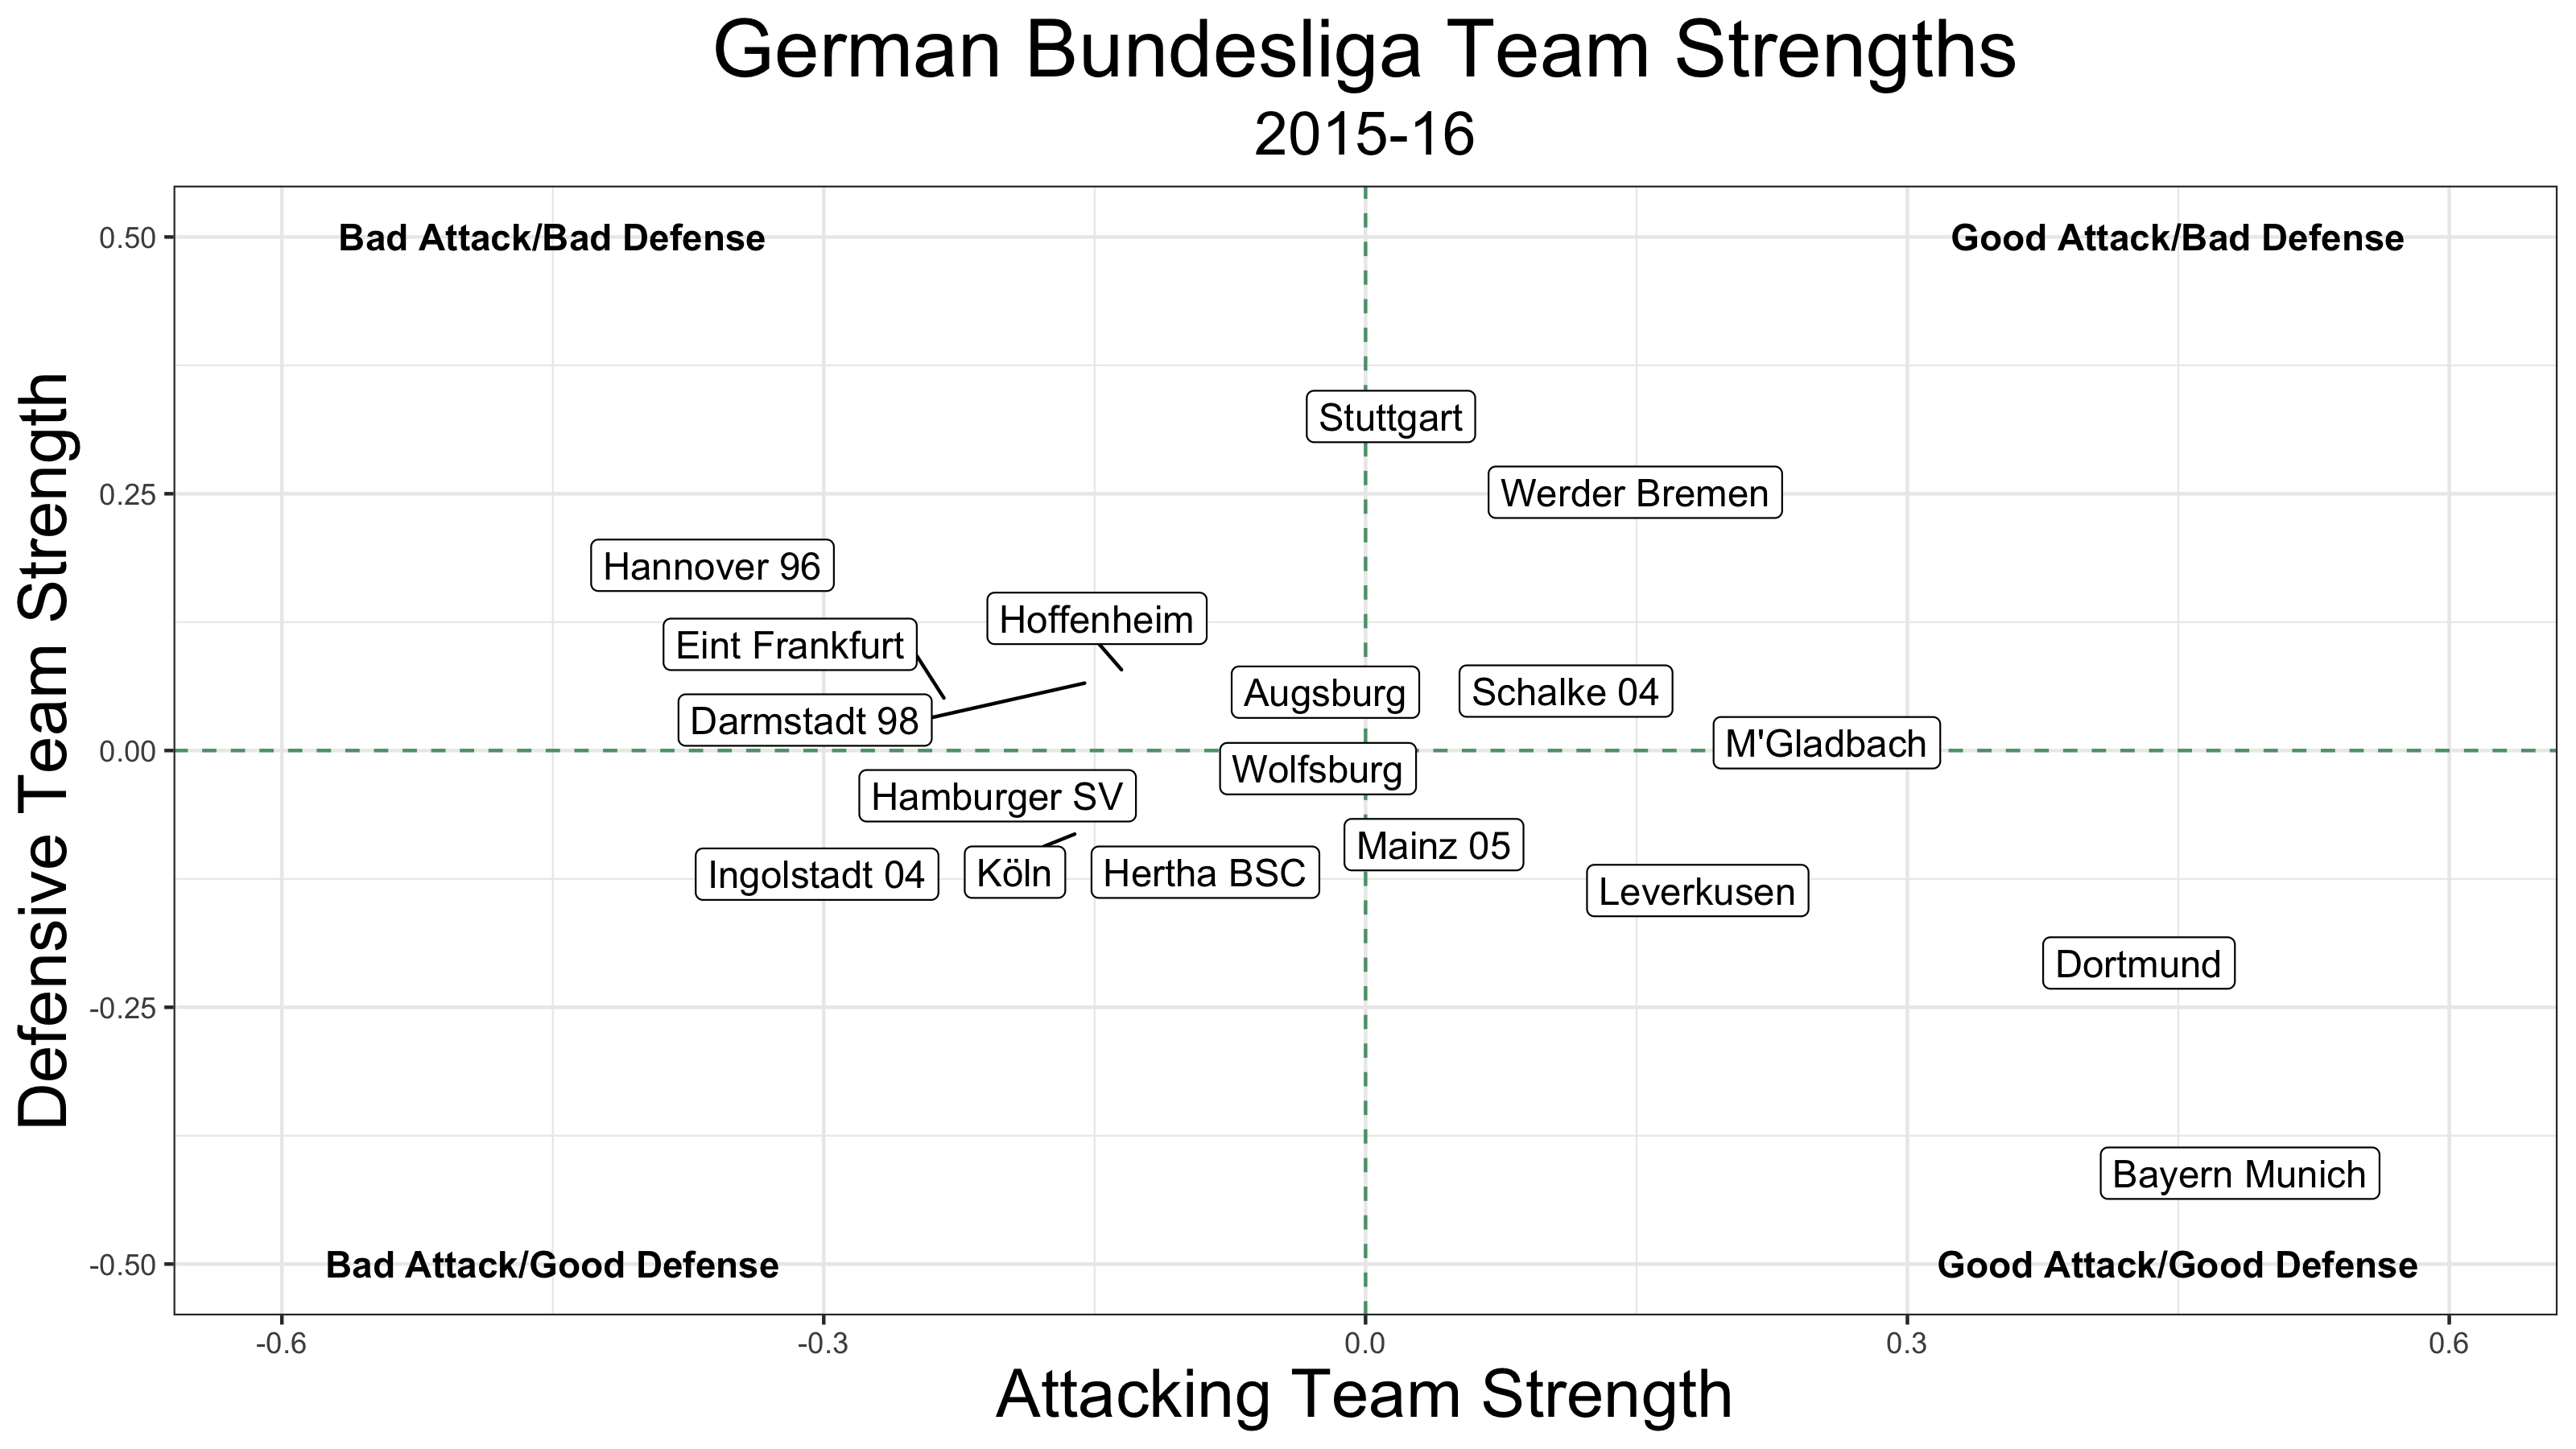 German Bundesliga Team Strengths
2015-16
Defensive Team Strength
0.50
0.25
0.00
-0.25
-0.50
Bad Attack/Bad Defense
Good Attack/Bad Defense
Stuttgart
Werder Bremen
Hannover 96
Hoffenheim
Eint Frankfurt
Augsburg
Schalke 04
Darmstadt 98
M'Gladbach
Wolfsburg
Hamburger SV
Mainz 05
Ingolstadt 04
Köln
Hertha BSC
Leverkusen
Dortmund
Bayern Munich
Bad Attack/Good Defense
Good Attack/Good Defense
-0.6
-0.3
0.0
0.3
0.6
Attacking Team Strength